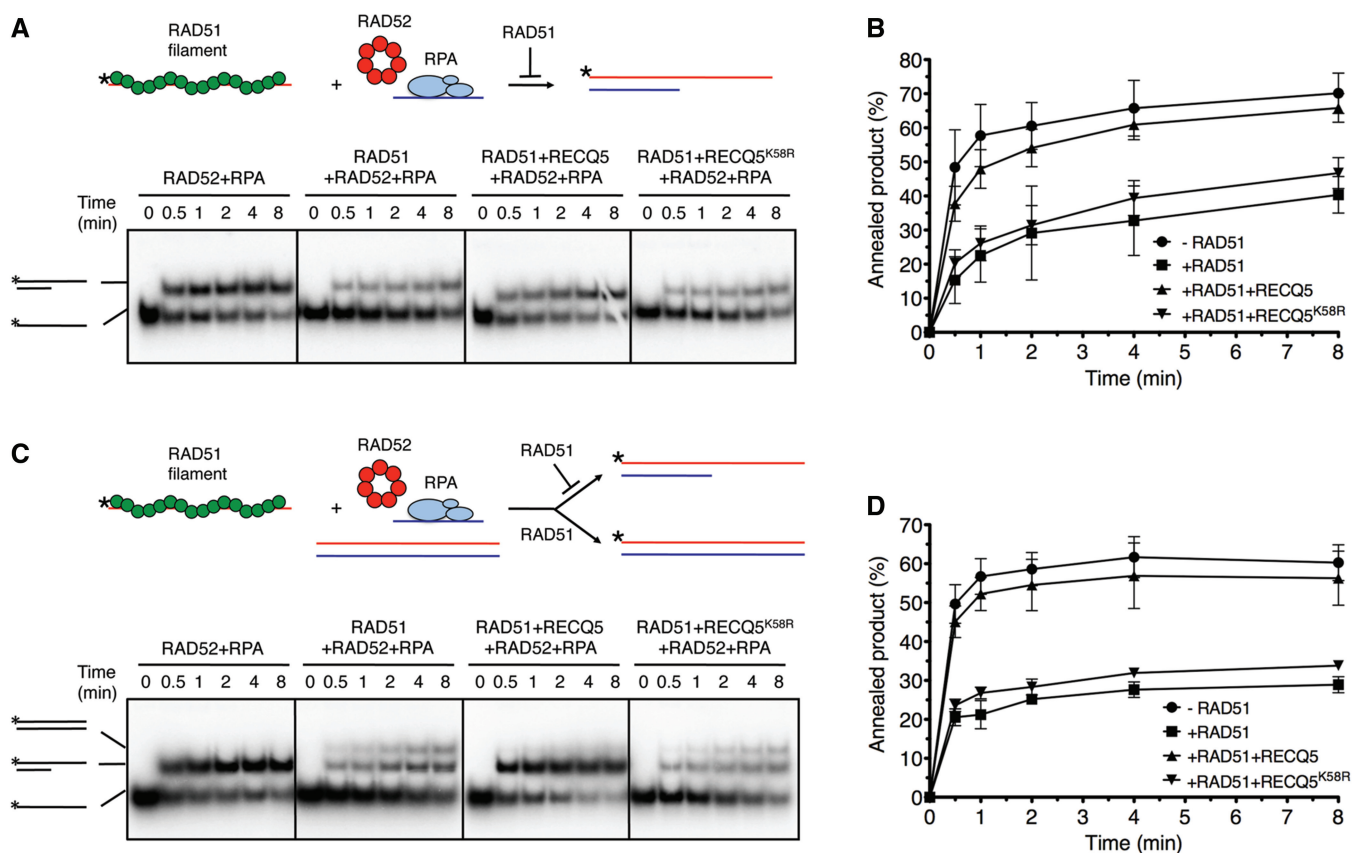 A
RAD51
filament
*
+
RAD52
RPA
RAD51
*
RAD52+RPA
RAD51
+RAD52+RPA
RAD51+RECQ5
+RAD52+RPA
RAD51+RECQ5K58R
+RAD52+RPA
Time
(min)
0 0.5 1 2 4 8 0 0.5 1 2 4 8 0 0.5 1 2 4 8 0 0.5 1 2 4 8
*
*
B
Annealed product (%)
80
70
60
50
40
30
20
10
0
- RAD51
+RAD51
+RAD51+RECQ5
+RAD51+RECQ5K58R
0 1 2 3 4 5 6 7 8
Time (min)
C
RAD51
filament
*
+
RAD52
RPA
RAD51
RAD51
*
*
RAD52+RPA
RAD51
+RAD52+RPA
RAD51+RECQ5
+RAD52+RPA
RAD51+RECQ5K58R
+RAD52+RPA
Time
(min)
0 0.5 1 2 4 8 0 0.5 1 2 4 8 0 0.5 1 2 4 8 0 0.5 1 2 4 8
*
*
*
D
Annealed product (%)
70
60
50
40
30
20
10
0
- RAD51
+RAD51
+RAD51+RECQ5
+RAD51+RECQ5K58R
0 1 2 3 4 5 6 7 8
Time (min)